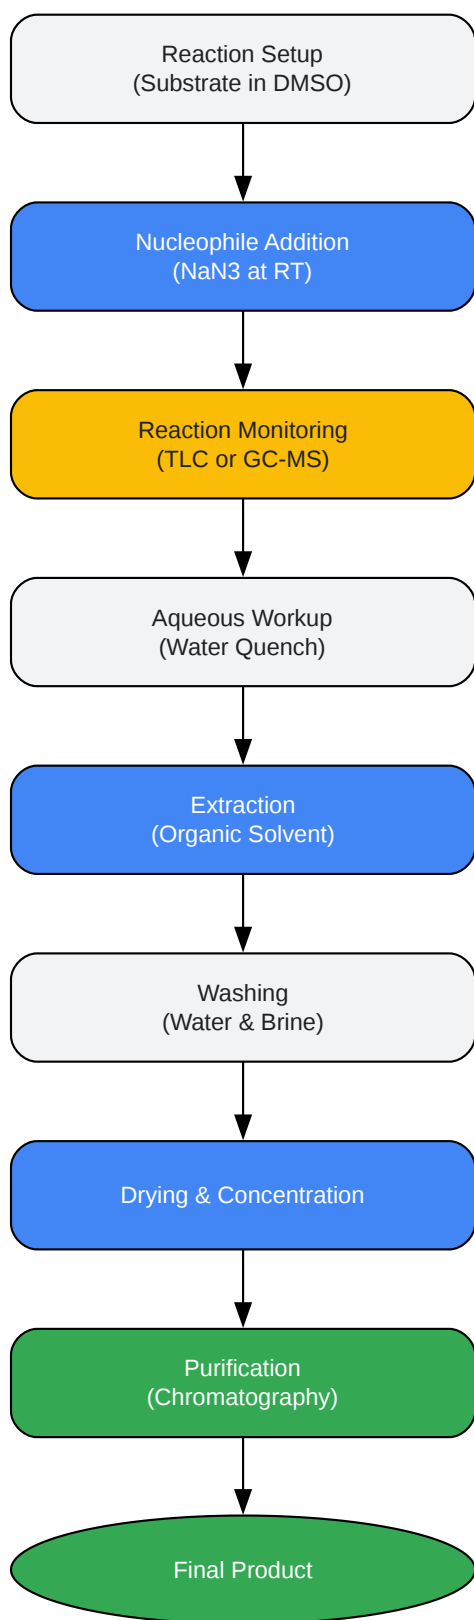 Reaction Setup
(Substrate in DMSO)
Nucleophile Addition
(NaN3 at RT)
Reaction Monitoring
(TLC or GC-MS)
Aqueous Workup
(Water Quench)
Extraction
(Organic Solvent)
Washing
(Water & Brine)
Drying & Concentration
Purification
(Chromatography)
Final Product